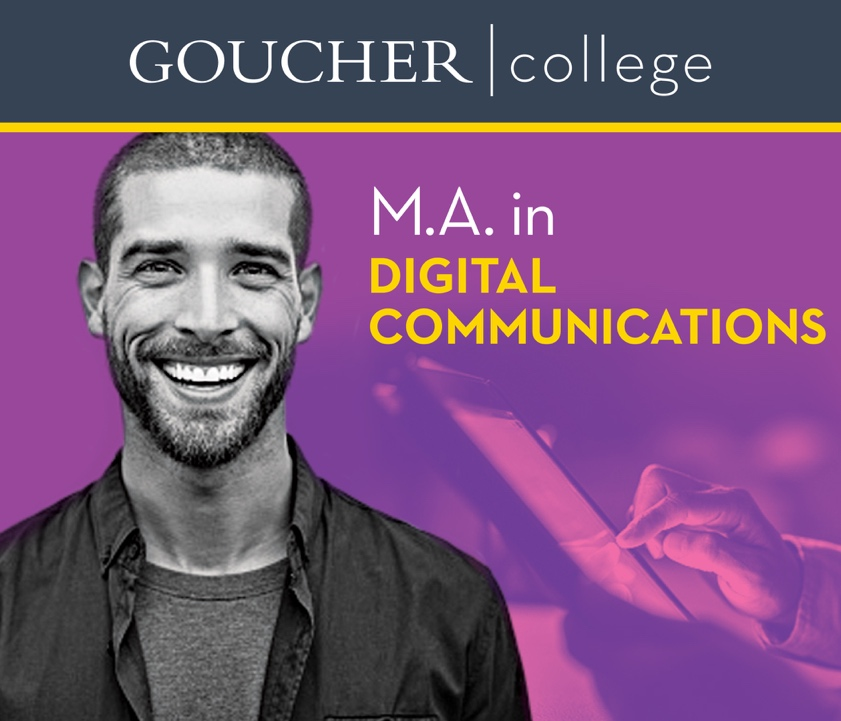 GOUCHER | college
M.A. in
DIGITAL
COMMUNICATIONS